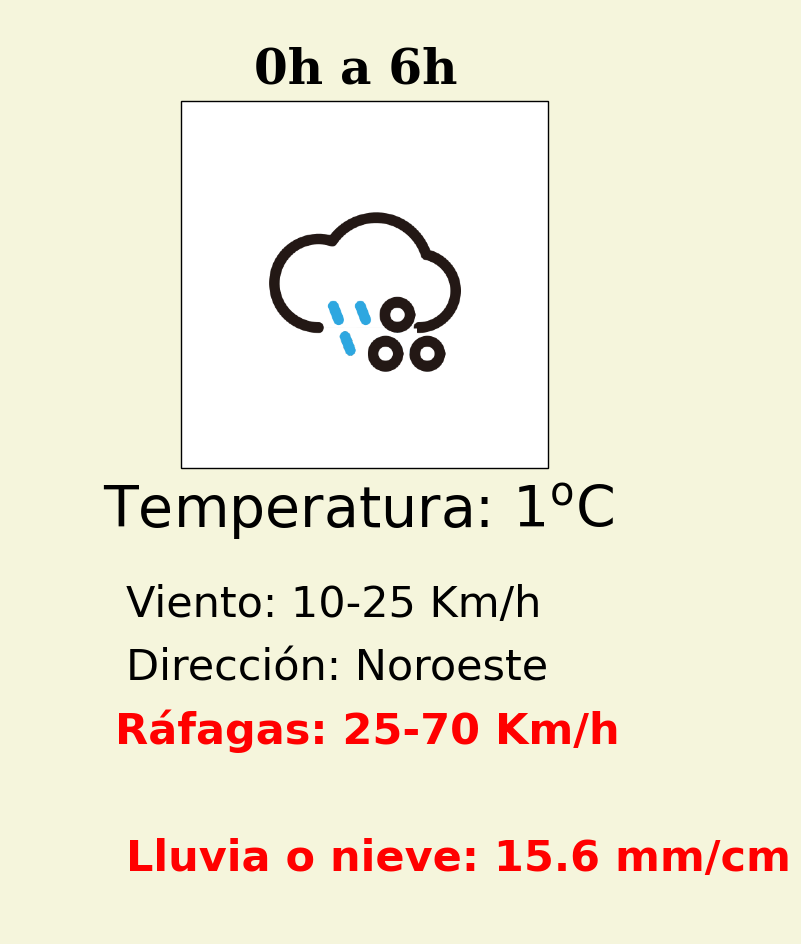 0h a 6h
Temperatura: 1ºC
Viento: 10-25 Km/h
Dirección: Noroeste
Ráfagas: 25-70 Km/h
Lluvia o nieve: 15.6 mm/cm